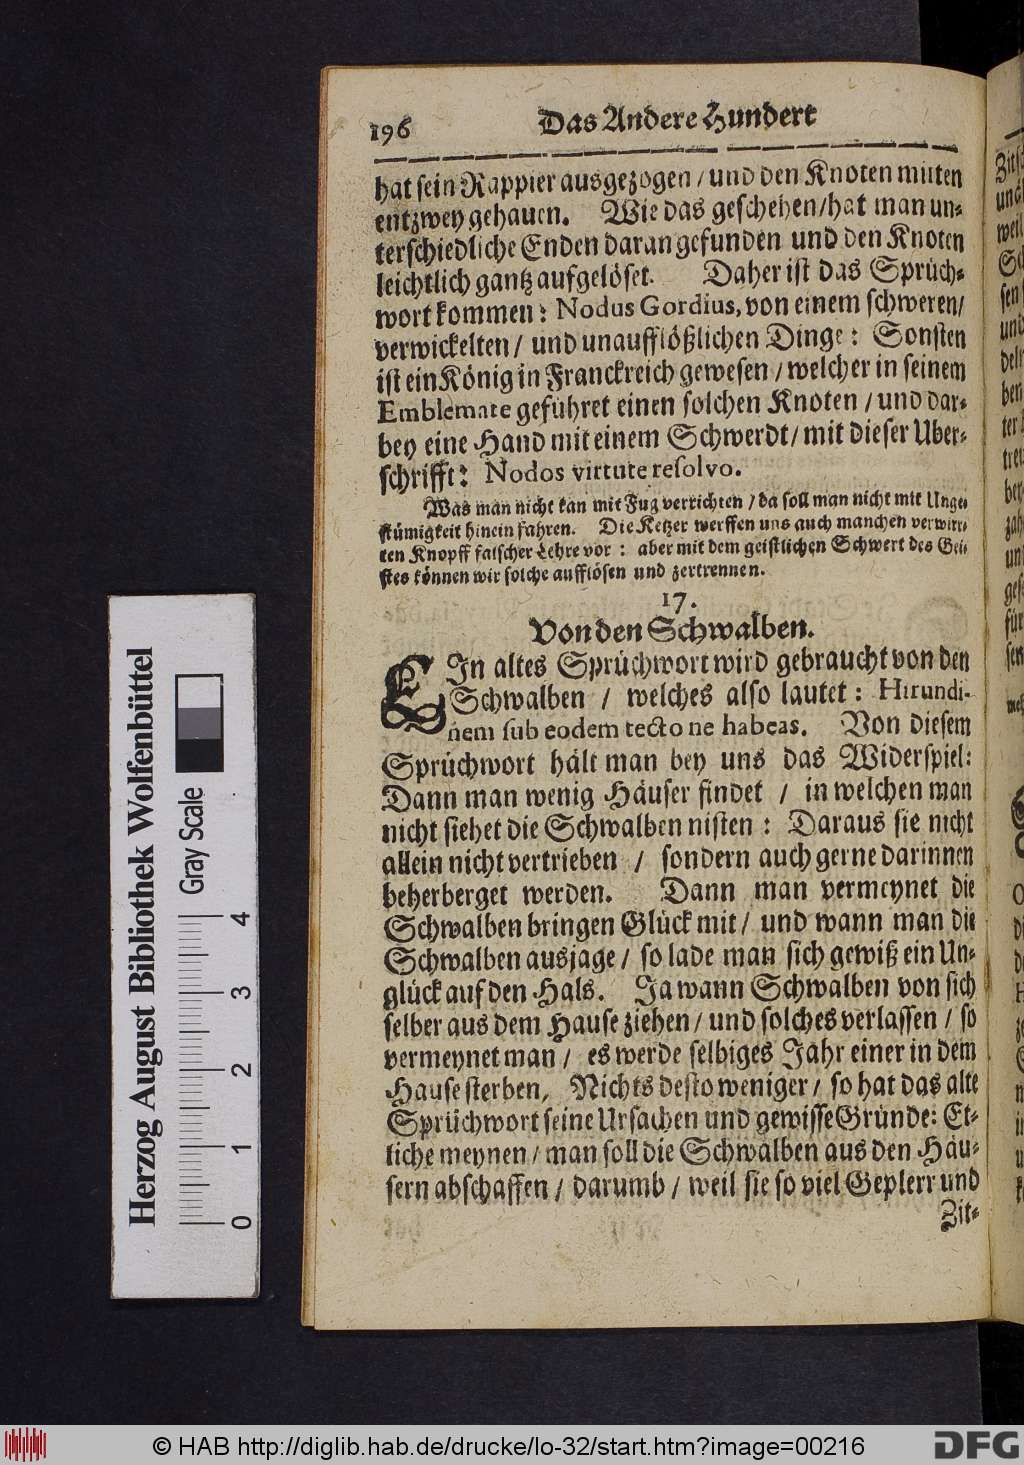 196 Das Andere Hundert
hat sein Rappier ausgezogen / und den Knoten mitten
entzwey gehauen. Wie das geschehen / hat man un-
terschiedliche Enden daran gefunden und den Knoten
leichtlich gantz aufgelöset. Daher ist das Sprüch-
wort kommen: Nodus Gordius, von einem schweren /
verwickelten / und unaufflößlichen Dinge: Sonsten
ist ein König in Franckreich gewesen / welcher in seinem
Emblemate geführet einen solchen Knoten / und dar-
bey eine Hand mit einem Schwerdt / mit dieser Uber-
schrifft: Nodos virtute resolvo.
Was man nicht kan mit Fug verrichten / da soll man nicht mit Unge-
stümigkeit hinein fahren. Die Ketzer werffen uns auch manchen verwirr-
ten Knopff falscher Lehre vor: aber mit dem geistlichen Schwert des Gei-
stes können wir solche aufflösen und zertrennen.
17.
Von den Schwalben.
EIn altes Sprüchwort wird gebraucht von den
Schwalben / welches also lautet: Hirundi-
nem sub eodem tecto ne habeas. Von diesem
Sprüchwort hält man bey uns das Widerspiel:
Dann man wenig Häuser findet / in welchen man
nicht siehet die Schwalben nisten: Daraus sie nicht
allein nicht vertrieben / sondern auch gerne darinnen
beherberget werden. Dann man vermeynet die
Schwalben bringen Glück mit / und wann man die
Schwalben ausjage / so lade man sich gewiß ein Un-
glück auf den Hals. Ja wann Schwalben von sich
selber aus dem Hause ziehen / und solches verlassen / so
vermeynet man / es werde selbiges Jahr einer in dem
Hause sterben, Nichts desto weniger / so hat das alte
Sprüchwort seine Ursachen und gewisse Gründe: Et-
liche meynen / man soll die Schwalben aus den Häu-
sern abschaffen / darumb / weil sie so viel Geplerr und
Zit-
Herzog August Bibliothek Wolfenbüttel
Gray Scale
0 1 2 3 4
© HAB http://diglib.hab.de/drucke/lo-32/start.htm?image=00216
DFG